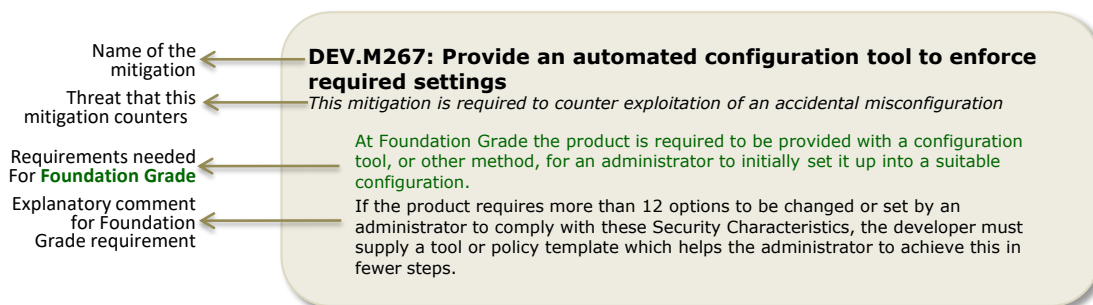 Name of the
mitigation
DEV.M267: Provide an automated configuration tool to enforce
required settings
Threat that this
mitigation counters
This mitigation is required to counter exploitation of an accidental misconfiguration
Requirements needed
For Foundation Grade
At Foundation Grade the product is required to be provided with a configuration
tool, or other method, for an administrator to initially set it up into a suitable
configuration.
Explanatory comment
for Foundation
Grade requirement
If the product requires more than 12 options to be changed or set by an
administrator to comply with these Security Characteristics, the developer must
supply a tool or policy template which helps the administrator to achieve this in
fewer steps.